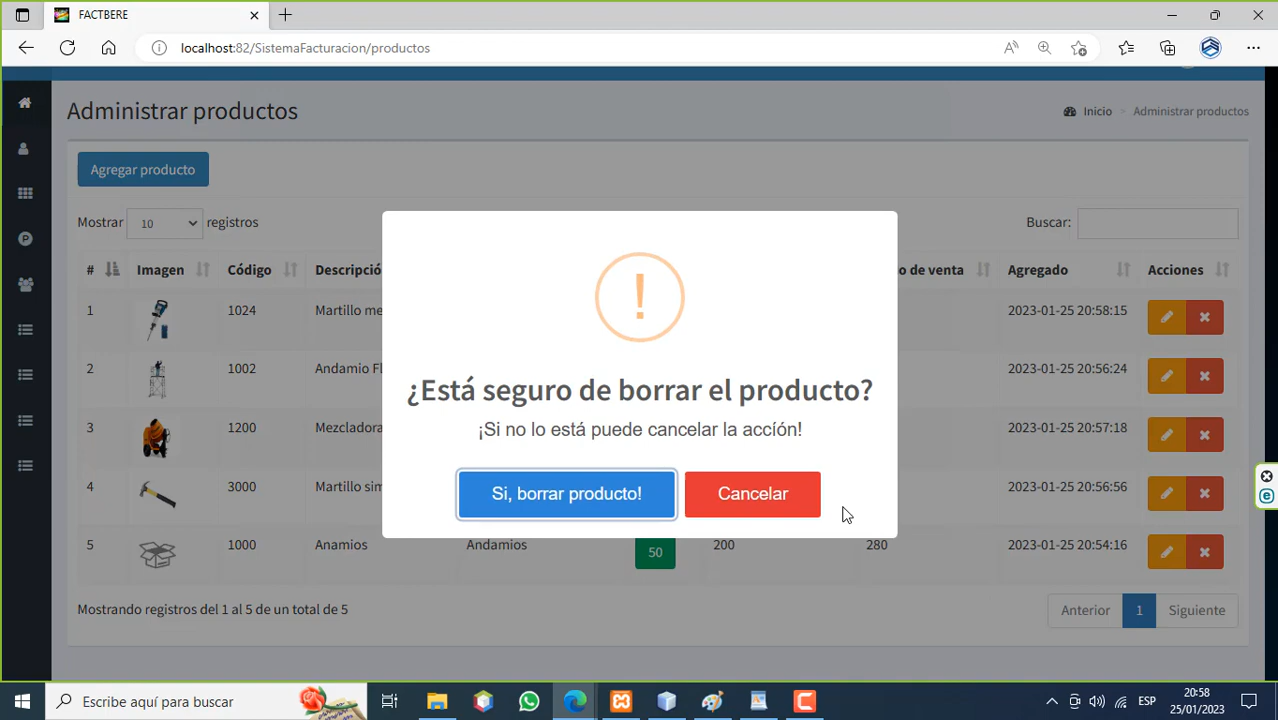 FACTBERE
localhost:82/SistemaFacturacion/productos
Administrar productos
Inicio > Administrar productos
Agregar producto
Mostrar 10 registros
Buscar:
# Imagen Código Descripció o de venta Agregado Acciones
1 1024 Martillo me 2023-01-25 20:58:15
2 1002 Andamio Fl 2023-01-25 20:56:24
3 1200 Mezcladora 2023-01-25 20:57:18
4 3000 Martillo sim 2023-01-25 20:56:56
5 1000 Anamios Andamios 50 200 280 2023-01-25 20:54:16
Mostrando registros del 1 al 5 de un total de 5
Anterior 1 Siguiente
!
¿Está seguro de borrar el producto?
¡Si no lo está puede cancelar la accíón!
Si, borrar producto!
Cancelar
Escribe aquí para buscar
ESP
20:58
25/01/2023